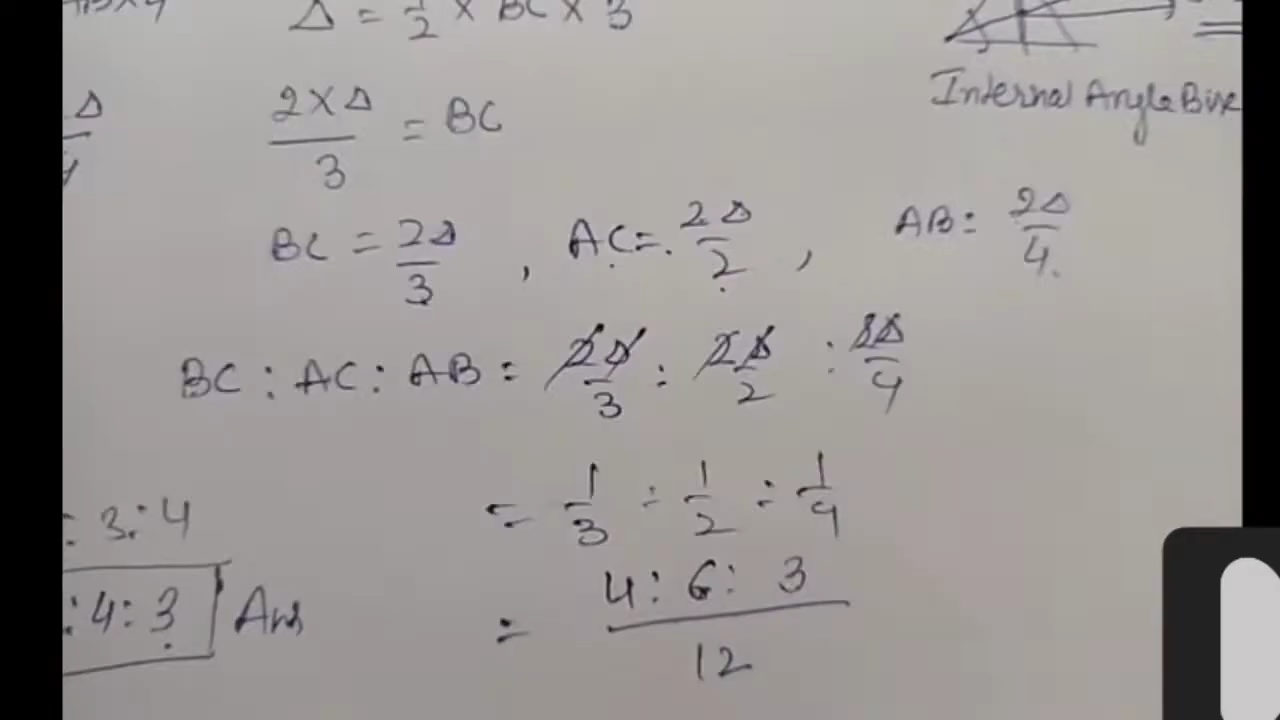 Δ = 1/2 × BC × 3
2×Δ/3 = BC
Internal Angle
BC = 2Δ/3 , AC = 2Δ/2 , AB = 2Δ/4
BC : AC : AB = 2Δ/3 : 2Δ/2 : 2Δ/4
: 3 : 4
= 1/3 : 1/2 : 1/4
: 4 : 3 Ans
= 4 : 6 : 3/12